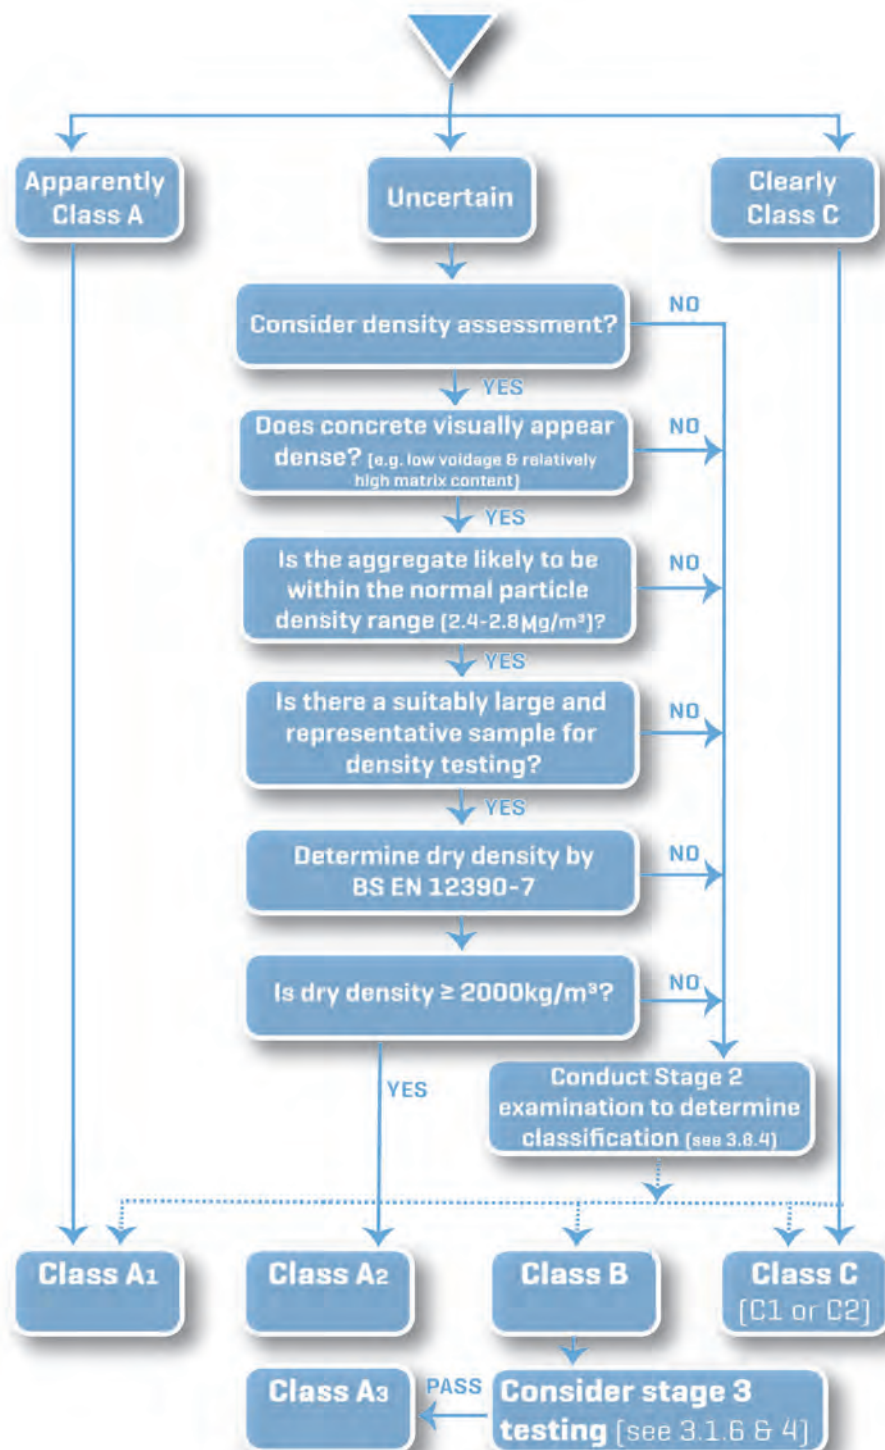 Apparently
Class A
Uncertain
Clearly
Class C
Consider density assessment?
NO
YES
Does concrete visually appear
dense? [e.g. low voidage & relatively
high matrix content]
NO
YES
Is the aggregate likely to be
within the normal particle
density range [2.4-2.8Mg/m³]?
NO
YES
Is there a suitably large and
representative sample for
density testing?
NO
YES
Determine dry density by
BS EN 12390-7
NO
Is dry density ≥ 2000kg/m³?
NO
YES
Conduct Stage 2
examination to determine
classification [see 3.8.4]
Class A1
Class A2
Class B
Class C
[C1 or C2]
Class A3
PASS
Consider stage 3
testing [see 3.1.6 & 4]